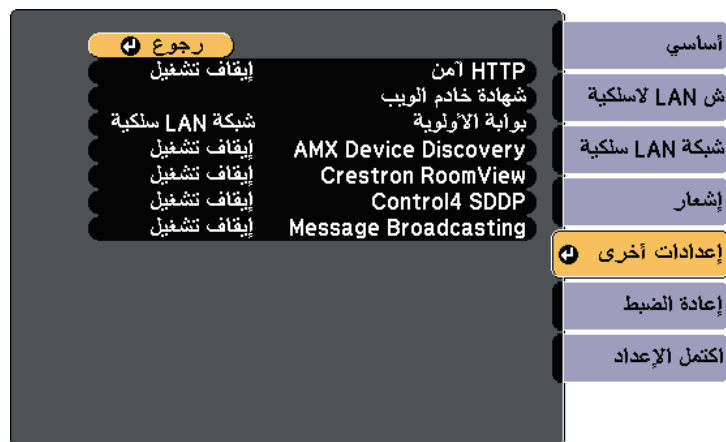 أساسي
ش LAN لاسلكية
شبكة LAN سلكية
إشعار
إعدادات أخرى
إعادة الضبط
اكتمل الإعداد
رجوع
HTTP آمن إيقاف تشغيل
شهادة خادم الويب
بوابة الأولوية شبكة LAN سلكية
AMX Device Discovery إيقاف تشغيل
Crestron RoomView إيقاف تشغيل
Control4 SDDP إيقاف تشغيل
Message Broadcasting إيقاف تشغيل